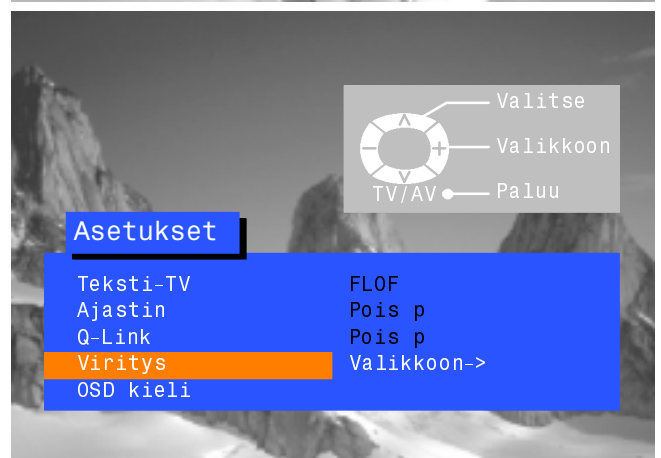 Valitse
Valikkoon
TV/AV Paluu
Asetukset
Teksti-TV FLOF
Ajastin Pois p
Q-Link Pois p
Viritys Valikkoon->
OSD kieli